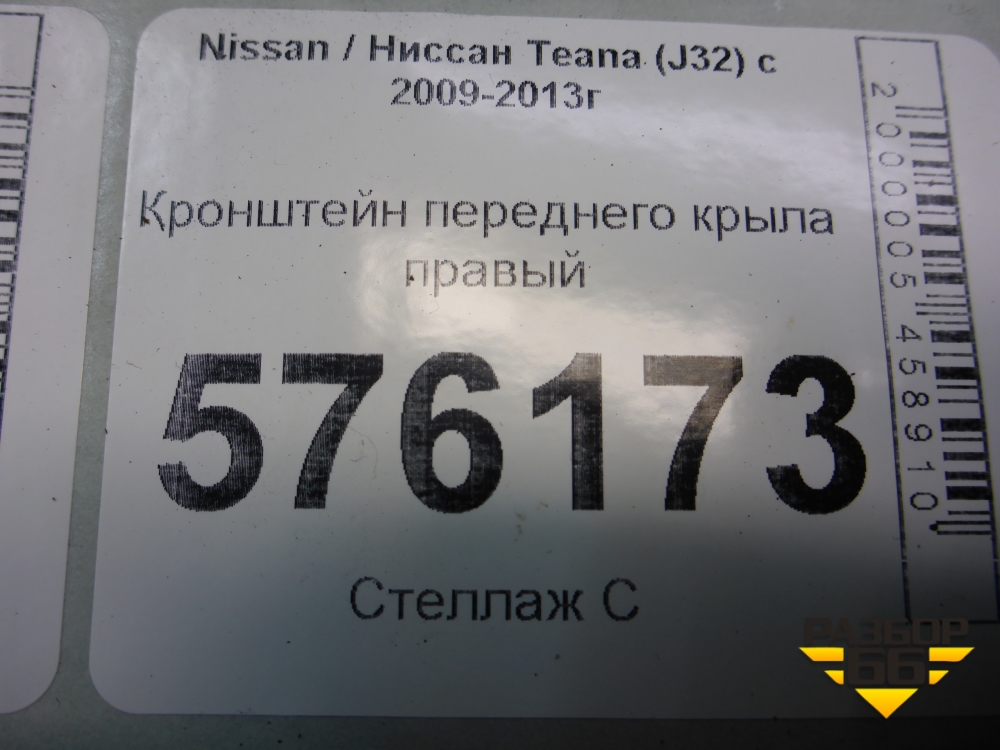 Nissan / Ниссан Teana (J32) с
2009-2013г
Кронштейн переднего крыла
правый
576173
Стеллаж С
2000005458910
РАЗБОР
66